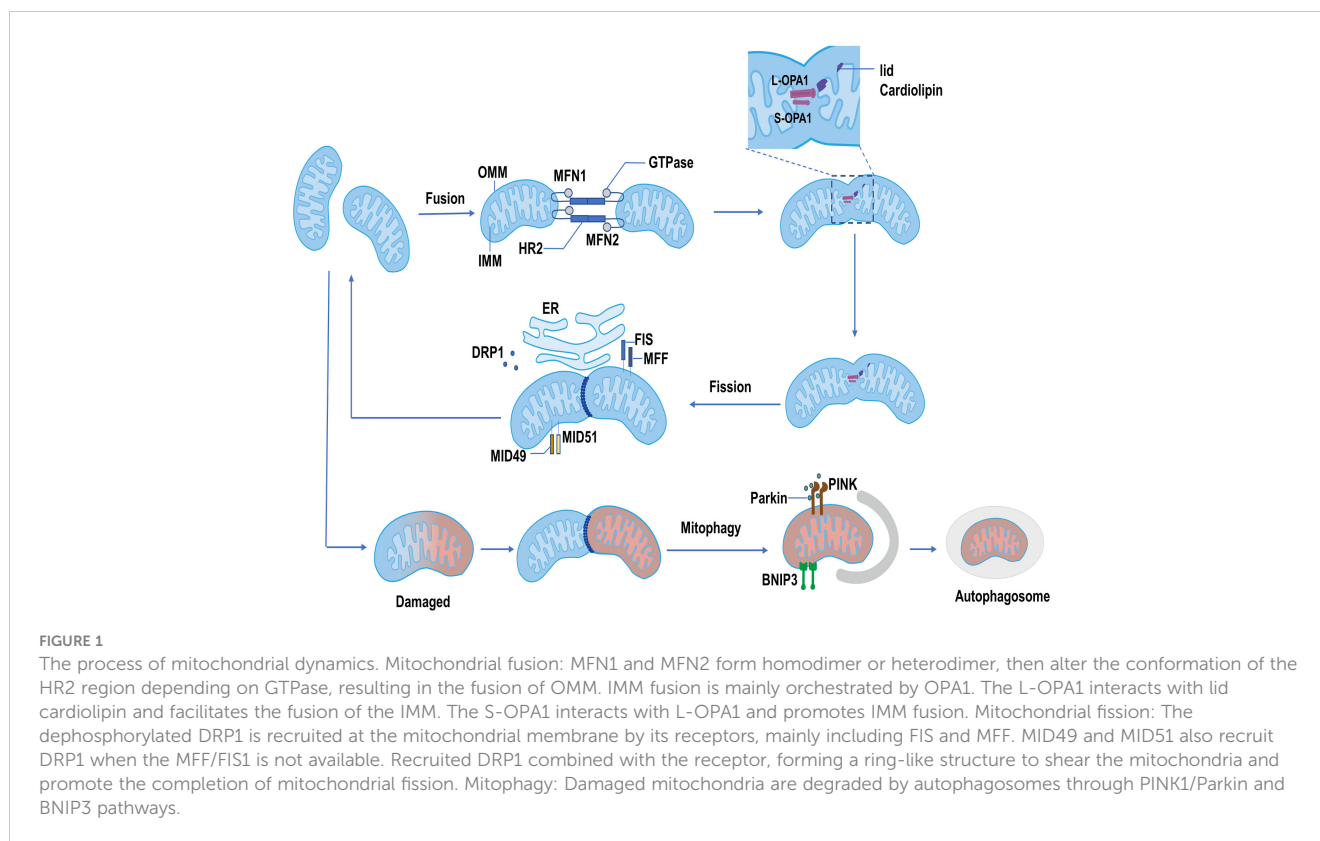 L-OPA1
S-OPA1
lid
Cardiolipin
OMM
MFN1
GTPase
Fusion
IMM
HR2
MFN2
ER
DRP1
FIS
MFF
Fission
MID51
MID49
Damaged
Mitophagy
Parkin
PINK
BNIP3
Autophagosome
FIGURE 1
The process of mitochondrial dynamics. Mitochondrial fusion: MFN1 and MFN2 form homodimer or heterodimer, then alter the conformation of the
HR2 region depending on GTPase, resulting in the fusion of OMM. IMM fusion is mainly orchestrated by OPA1. The L-OPA1 interacts with lid
cardiolipin and facilitates the fusion of the IMM. The S-OPA1 interacts with L-OPA1 and promotes IMM fusion. Mitochondrial fission: The
dephosphorylated DRP1 is recruited at the mitochondrial membrane by its receptors, mainly including FIS and MFF. MID49 and MID51 also recruit
DRP1 when the MFF/FIS1 is not available. Recruited DRP1 combined with the receptor, forming a ring-like structure to shear the mitochondria and
promote the completion of mitochondrial fission. Mitophagy: Damaged mitochondria are degraded by autophagosomes through PINK1/Parkin and
BNIP3 pathways.